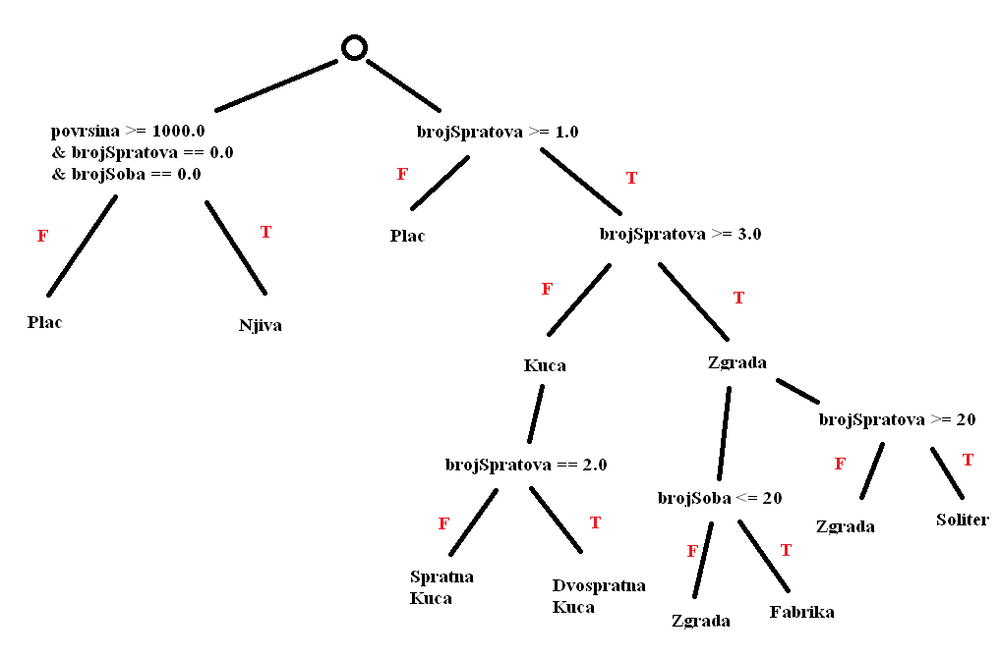 povrsina >= 1000.0
& brojSpratova == 0.0
& brojSoba == 0.0
brojSpratova >= 1.0
F
T
F
T
Plac
brojSpratova >= 3.0
Plac
Njiva
F
T
Kuca
Zgrada
brojSpratova == 2.0
brojSpratova >= 20
F
T
brojSoba <= 20
Zgrada
Soliter
F
T
F
T
Spratna
Kuca
Dvospratna
Kuca
Zgrada
Fabrika